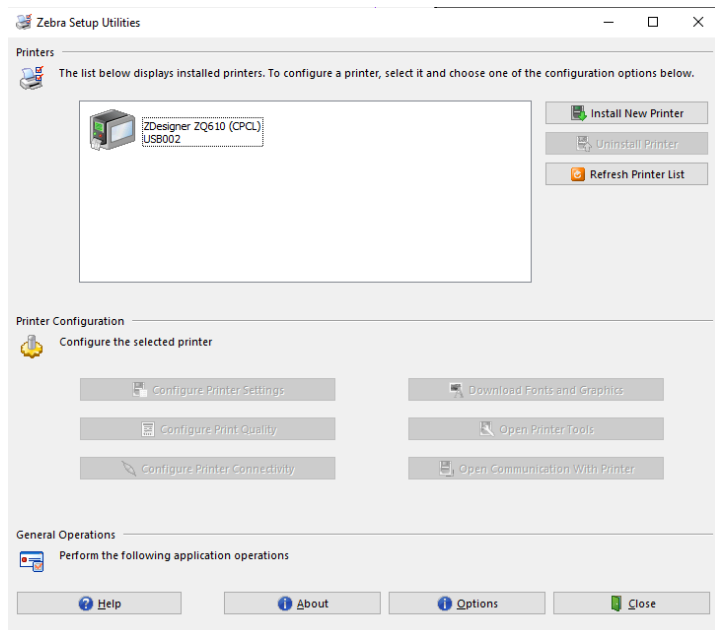 Zebra Setup Utilities
Printers
The list below displays installed printers. To configure a printer, select it and choose one of the configuration options below.
ZDesigner ZQ610 (CPCL)
USB002
Install New Printer
Uninstall Printer
Refresh Printer List
Printer Configuration
Configure the selected printer
Configure Printer Settings
Download Fonts and Graphics
Configure Print Quality
Open Printer Tools
Configure Printer Connectivity
Open Communication With Printer
General Operations
Perform the following application operations
Help
About
Options
Close